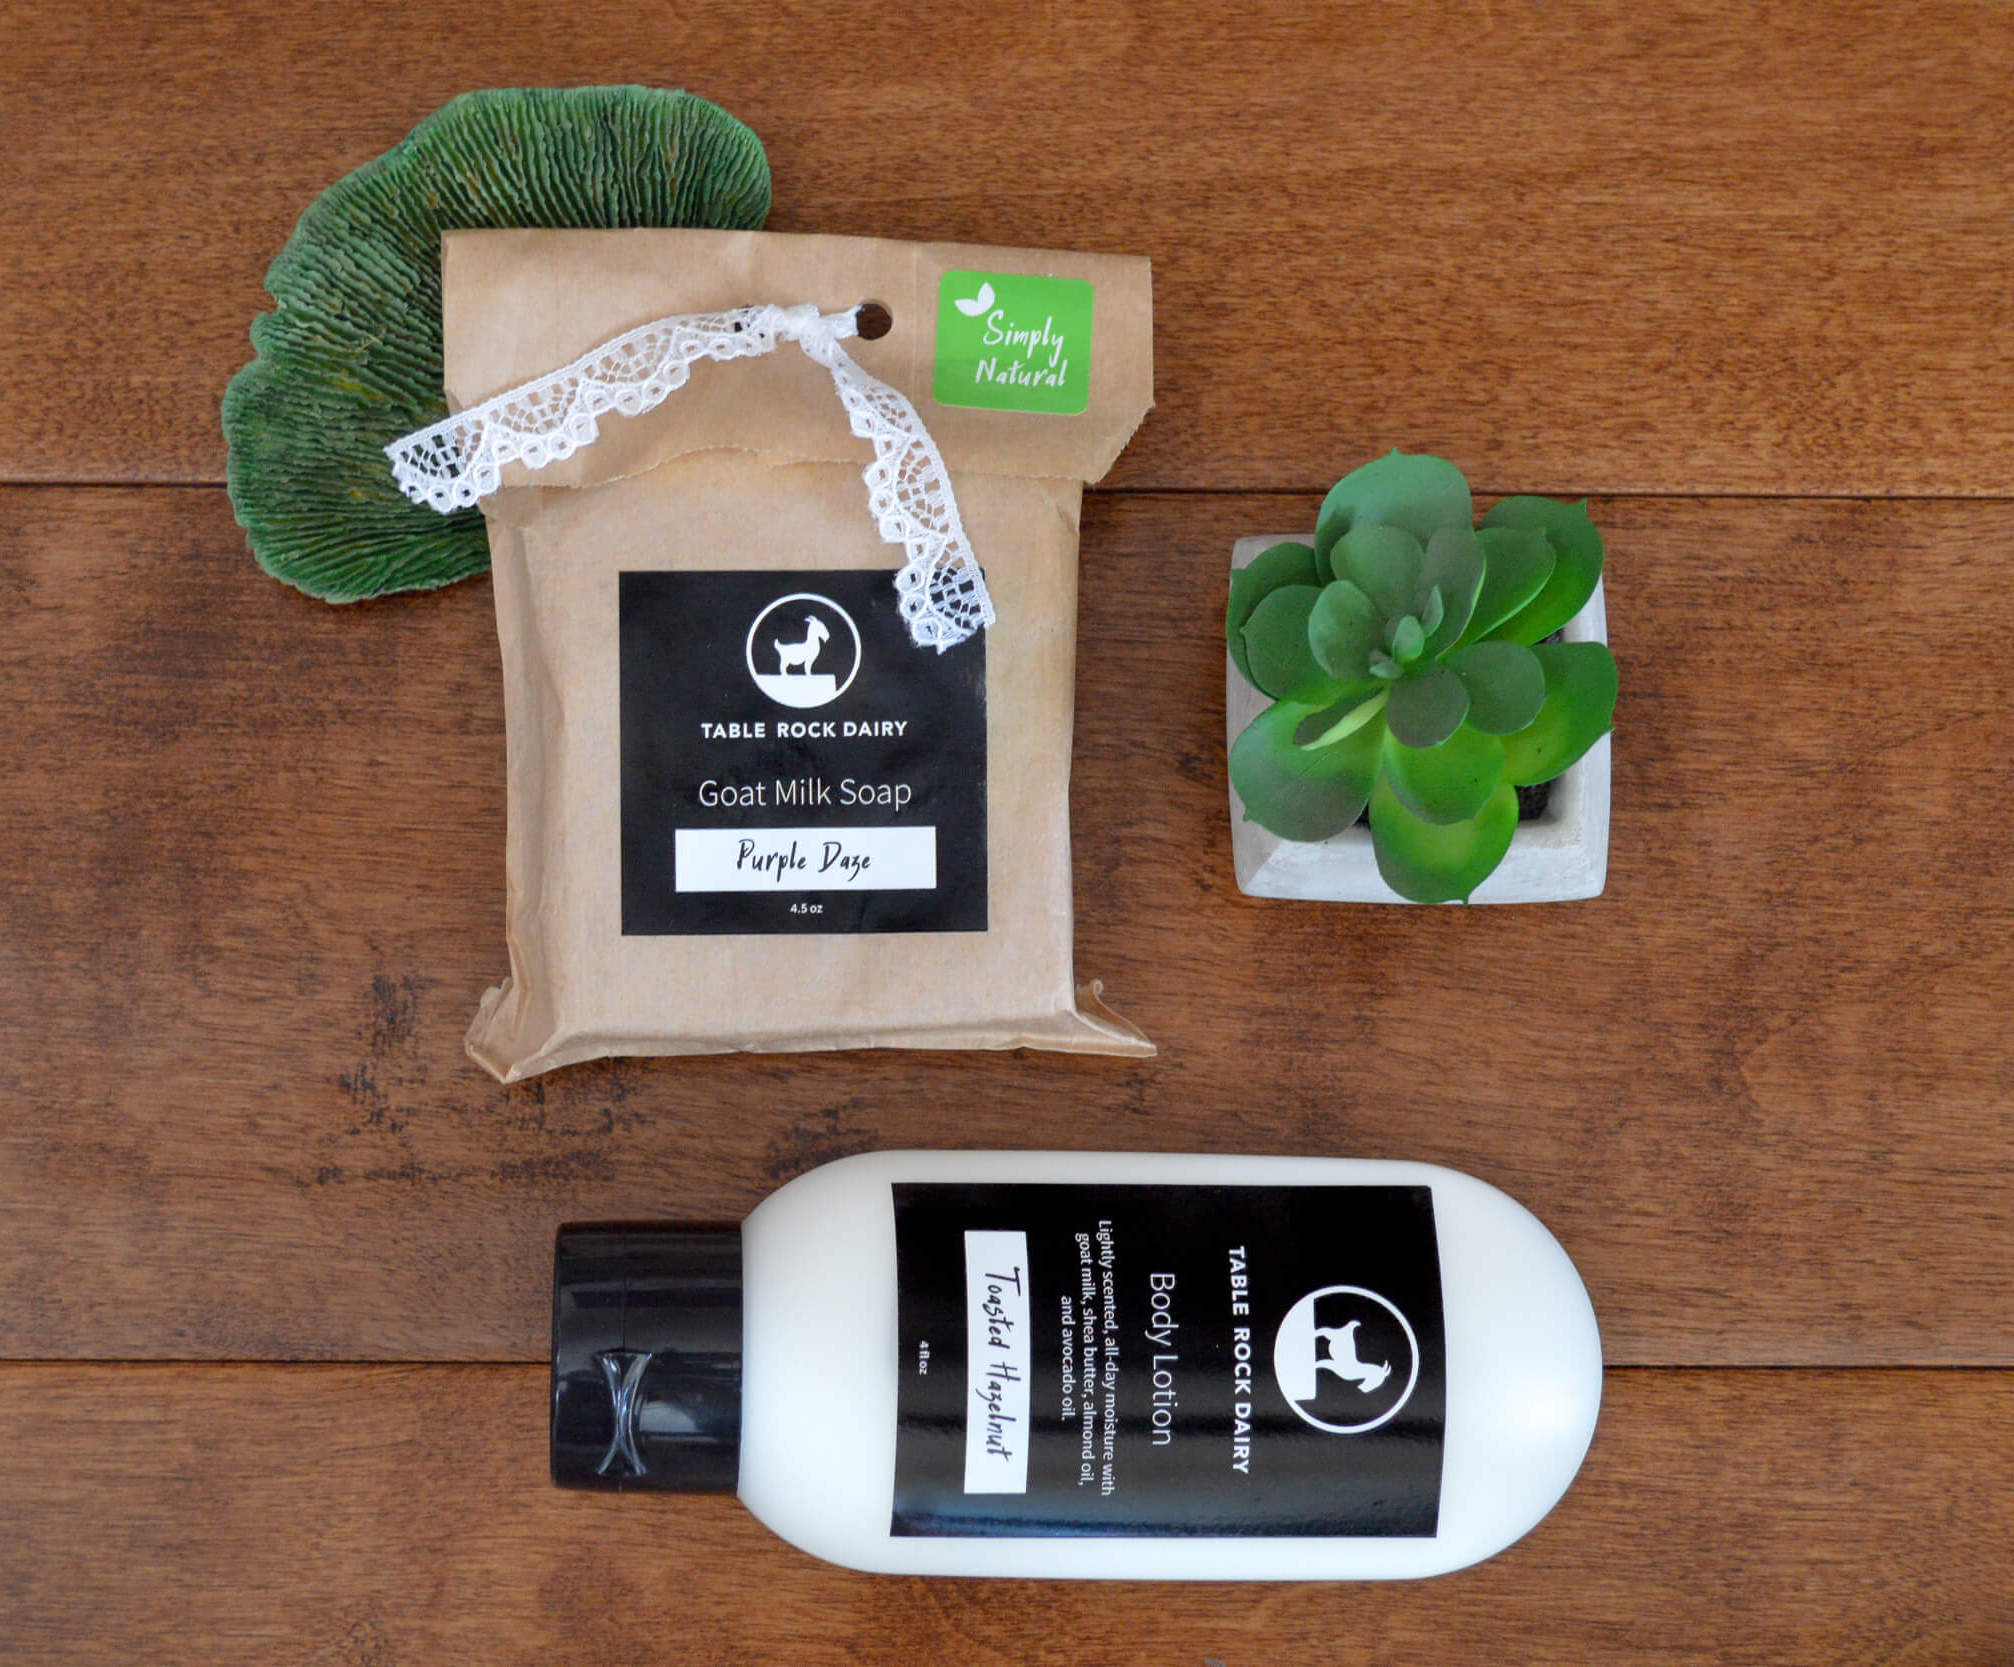 Simply
Natural
TABLE ROCK DAIRY
Goat Milk Soap
Purple Daze
4.5 oz
TABLE ROCK DAIRY
Body Lotion
Lightly scented, all-day moisture with
goat milk, shea butter, almond oil,
and avocado oil.
Toasted Hazelnut
4 fl oz